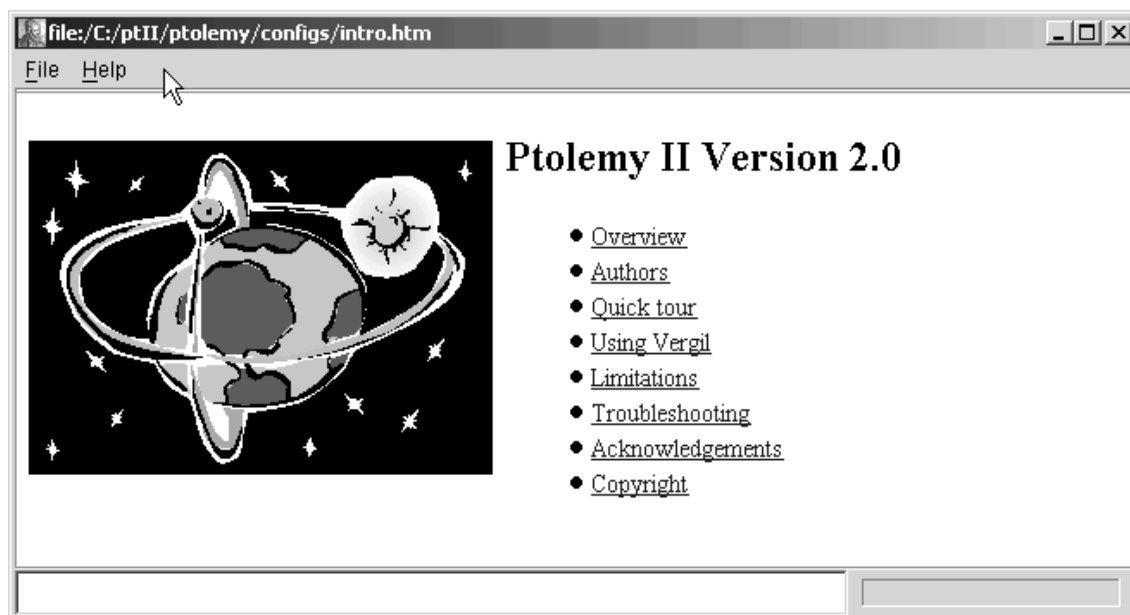 file:/C:/ptII/ptolemy/configs/intro.htm
File Help
Ptolemy II Version 2.0
Overview
Authors
Quick tour
Using Vergil
Limitations
Troubleshooting
Acknowledgements
Copyright